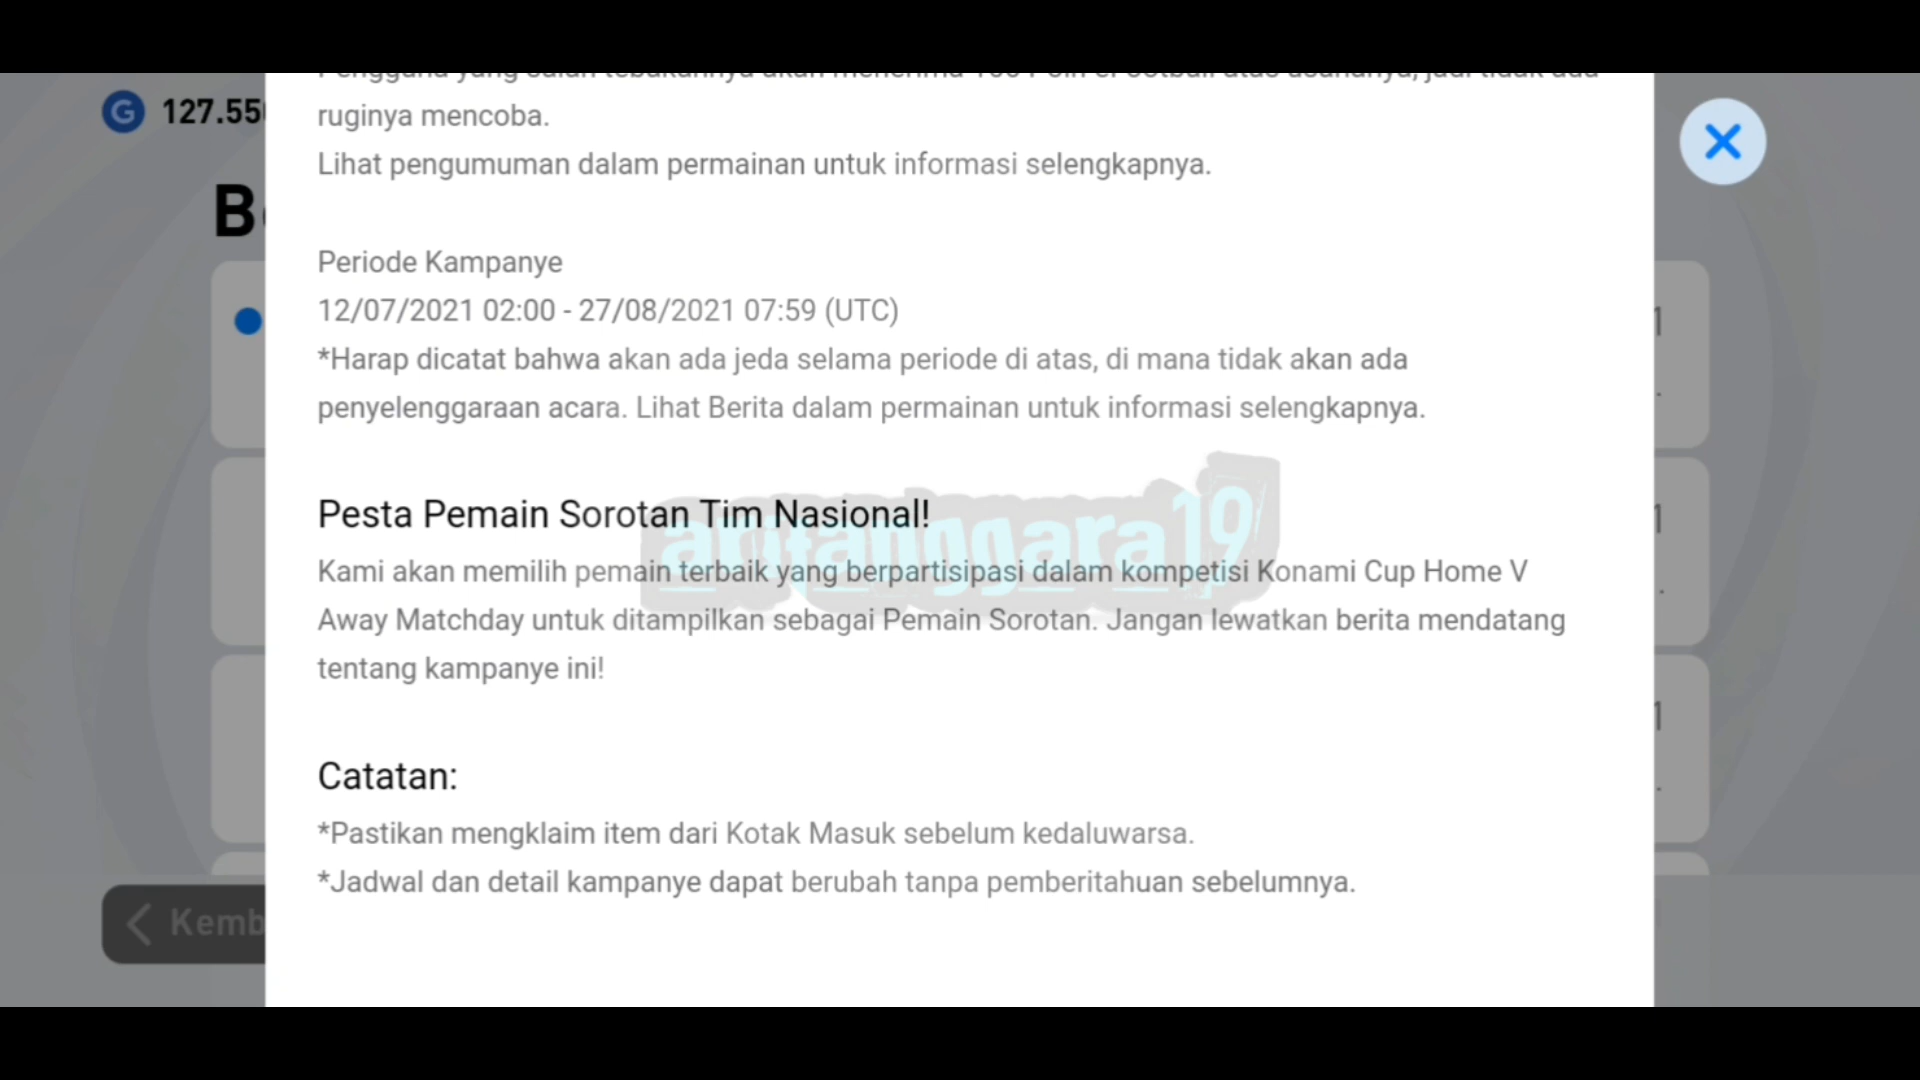 G 127.55
ruginya mencoba.
Lihat pengumuman dalam permainan untuk informasi selengkapnya.
Periode Kampanye
12/07/2021 02:00 - 27/08/2021 07:59 (UTC)
*Harap dicatat bahwa akan ada jeda selama periode di atas, di mana tidak akan ada
penyelenggaraan acara. Lihat Berita dalam permainan untuk informasi selengkapnya.
Pesta Pemain Sorotan Tim Nasional!
Kami akan memilih pemain terbaik yang berpartisipasi dalam kompetisi Konami Cup Home V
Away Matchday untuk ditampilkan sebagai Pemain Sorotan. Jangan lewatkan berita mendatang
tentang kampanye ini!
Catatan:
*Pastikan mengklaim item dari Kotak Masuk sebelum kedaluwarsa.
*Jadwal dan detail kampanye dapat berubah tanpa pemberitahuan sebelumnya.
Kemb